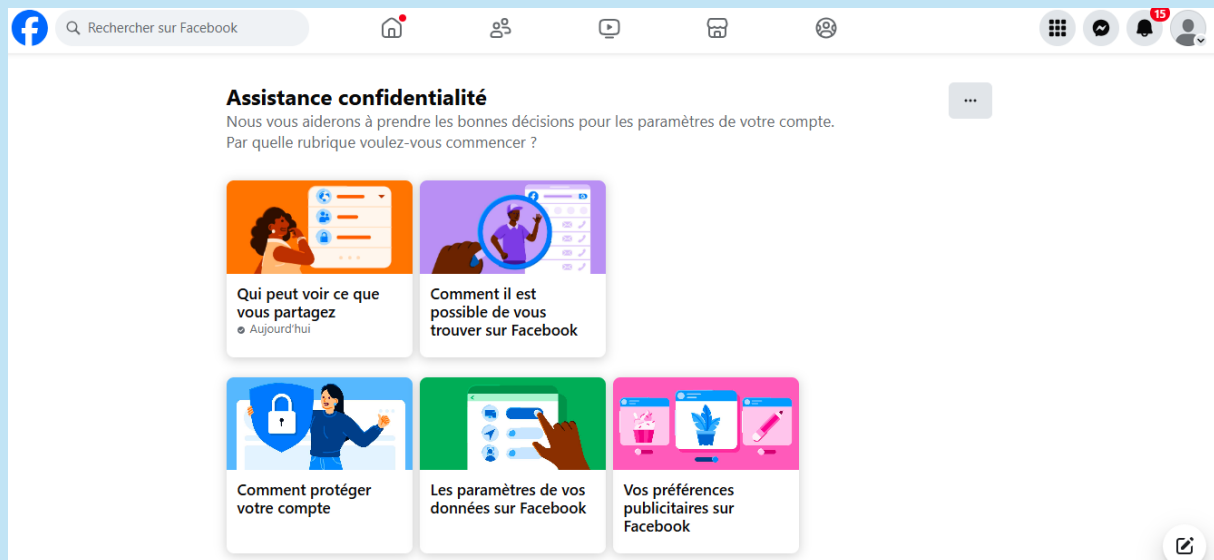 Rechercher sur Facebook
15
Assistance confidentialité
Nous vous aiderons à prendre les bonnes décisions pour les paramètres de votre compte.
Par quelle rubrique voulez-vous commencer ?
Qui peut voir ce que
vous partagez
Aujourd'hui
Comment il est
possible de vous
trouver sur Facebook
Comment protéger
votre compte
Les paramètres de vos
données sur Facebook
Vos préférences
publicitaires sur
Facebook